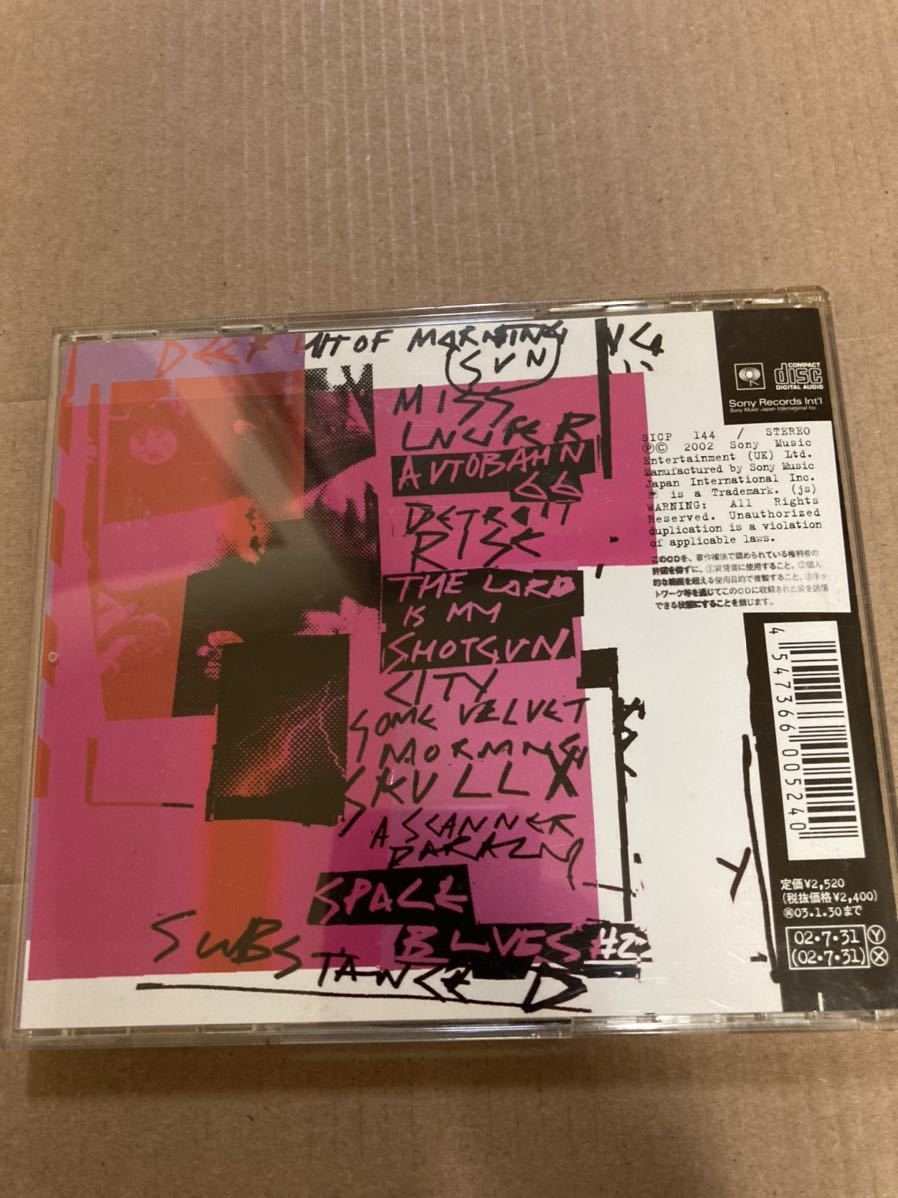 DEEP HIT OF MORNING
SUN
MISS
LUCIFER
AUTOBAHN
66
DETROIT
RISE
THE LORD
IS MY
SHOTGUN
CITY
SOME VELVET
MORNING
SKULL X
A SCANNER
DARKLY
SPACE
BLUES #2
SUBSTANCE D
COMPACT
disc
DIGITAL AUDIO
Sony Records Int'l
Sony Music Japan International Inc.
SICP 144 / STEREO
℗© 2002 Sony Music
Entertainment (UK) Ltd.
Manufactured by Sony Music
Japan International Inc.
is a Trademark. (js)
WARNING: All Rights
Reserved. Unauthorized
duplication is a violation
of applicable laws.
このCDを、著作権法で認められている権利者の
許諾を得ずに、①賃貸業に使用すること、②個人
的な範囲を超える使用目的で複製すること、③ネッ
トワーク等を通じてこのCDに収録された音を送信
できる状態にすることを禁じます。
4 547366 005240
定価¥2,520
(税抜価格¥2,400)
㊙03.1.30まで
02・7・31 Y
(02・7・31) X
Y